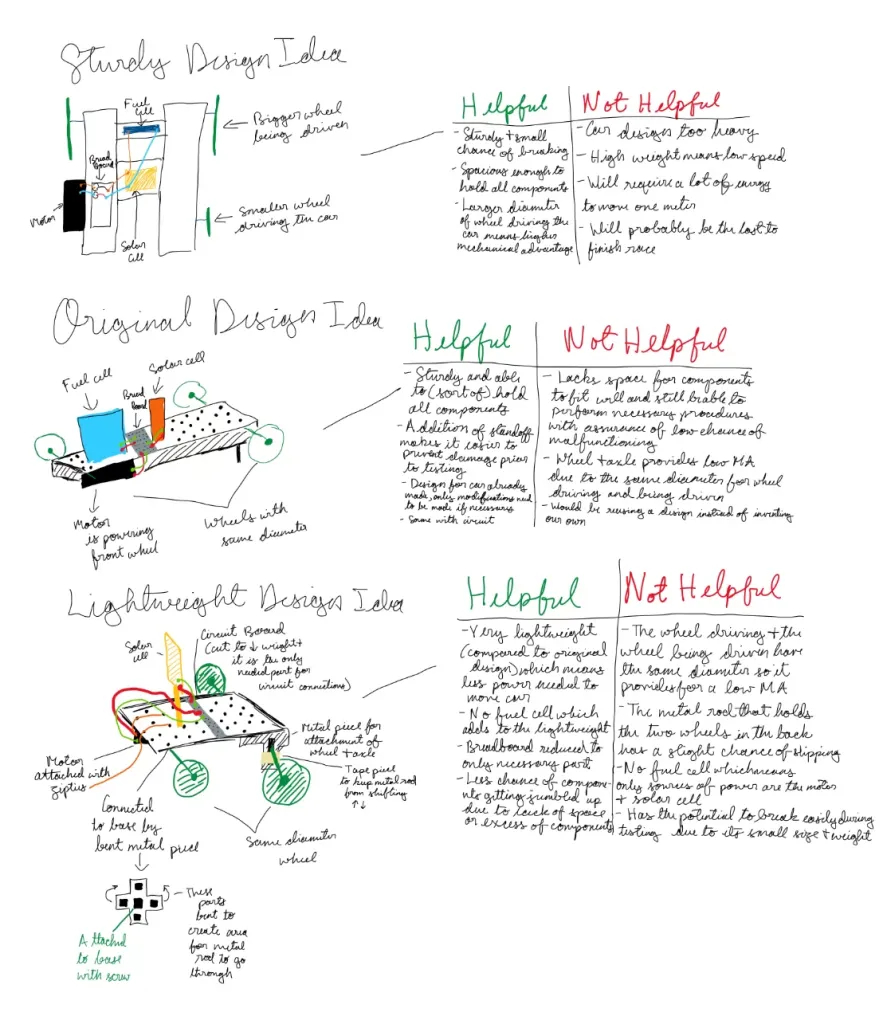 Sturdy Design Idea
Fuel
Cell
Bread
Board
Motor
Solar
Cell
Bigger wheel
being driven
Smaller wheel
driving the car
Helpful
- Sturdy + small
chance of breaking
- Spacious enough to
hold all components
- Larger diameter
of wheel driving the
car means higher
mechanical advantage
Not Helpful
- Car designs too heavy
- High weight means low speed
- Will require a lot of energy
to move one meter
- Will probably be the last to
finish race
Original Design Idea
Fuel cell
Bread
Board
Solar cell
Motor
is powering
front wheel
Wheels with
same diameter
Helpful
- Sturdy and able
to (sort of) hold
all components
- Addition of standoff
makes it easier to
prevent damage prior
to testing
- Design for car already
made, only modifications need
to be made if necessary
- Same with circuit
Not Helpful
- Lacks space for components
to fit well and still be able to
perform necessary procedures
with assurance of low chance of
malfunctioning
- Wheel + axle provides low MA
due to the same diameter for wheel
driving and being driven
- Would be reusing a design instead of inventing
our own
Lightweight Design Idea
Solar
cell
Circuit Board
(cut to ↓ weight +
it is the only
needed part for
circuit connections)
Metal piece for
attachment of
wheel + axle
Tape piece
to keep metal rod
from shifting
↑↓
Motor
attached with
zipties
Connected
to base by
bent metal piece
Same diameter
wheel
- These
parts
bent to
create area
for metal
rod to go
through
Attached
to base
with screw
Helpful
- Very lightweight
(compared to original
design) which means
less power needed to
move car
- No fuel cell which
adds to the lightweight
- Breadboard reduced to
only necessary part
- Less chance of compone-
nts getting jumbled up
due to lack of space
or excess of components
Not Helpful
- The wheel driving + the
wheel being driven have
the same diameter so it
provides for a low MA
- The metal rod that holds
the two wheels in the back
has a slight chance of slipping
- No fuel cell which means
only sources of power are the motor
+ solar cell
- Has the potential to break easily during
testing due to its small size + weight